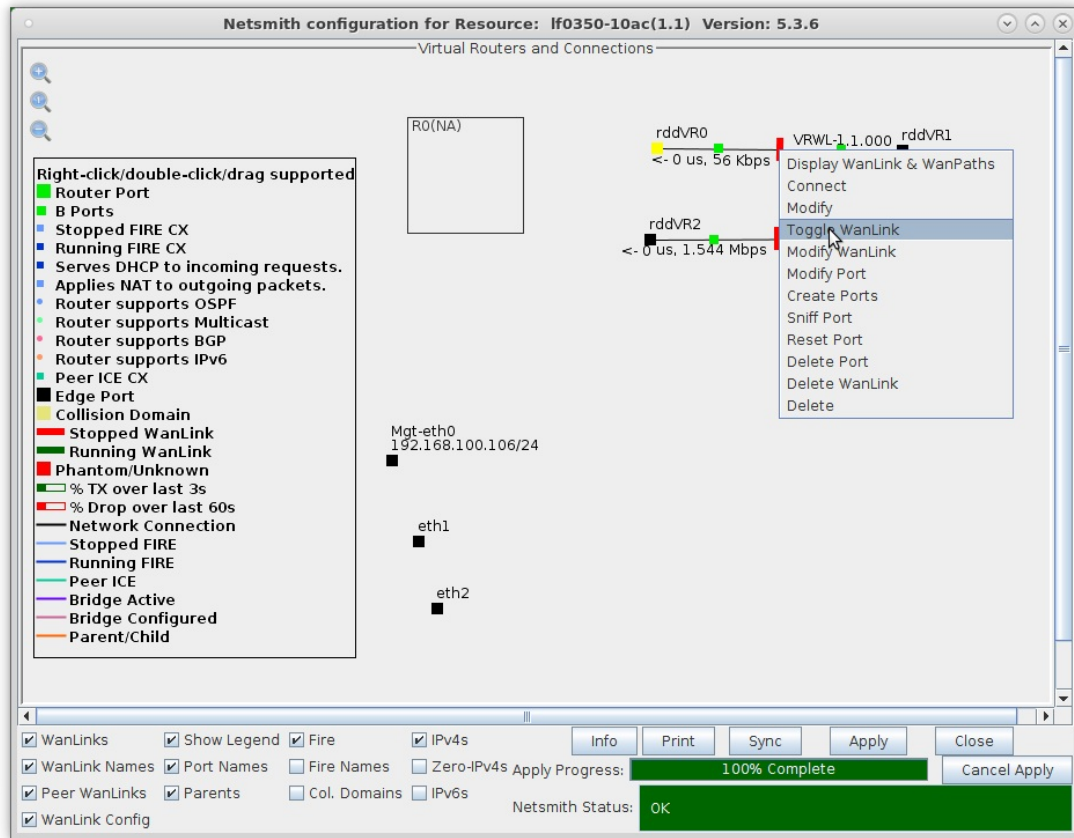 Netsmith configuration for Resource: lf0350-10ac(1.1) Version: 5.3.6
Virtual Routers and Connections
R0(NA)
rddVR0
VRWL-1.1.000
rddVR1
<- 0 us, 56 Kbps
rddVR2
<- 0 us, 1.544 Mbps
Display WanLink & WanPaths
Connect
Modify
Toggle WanLink
Modify WanLink
Modify Port
Create Ports
Sniff Port
Reset Port
Delete Port
Delete WanLink
Delete
Right-click/double-click/drag supported
Router Port
B Ports
Stopped FIRE CX
Running FIRE CX
Serves DHCP to incoming requests.
Applies NAT to outgoing packets.
Router supports OSPF
Router supports Multicast
Router supports BGP
Router supports IPv6
Peer ICE CX
Edge Port
Collision Domain
Stopped WanLink
Running WanLink
Phantom/Unknown
% TX over last 3s
% Drop over last 60s
Network Connection
Stopped FIRE
Running FIRE
Peer ICE
Bridge Active
Bridge Configured
Parent/Child
Mgt-eth0
192.168.100.106/24
eth1
eth2
WanLinks Show Legend Fire IPv4s Info Print Sync Apply Close
WanLink Names Port Names Fire Names Zero-IPv4s Apply Progress: 100% Complete Cancel Apply
Peer WanLinks Parents Col. Domains IPv6s Netsmith Status: OK
WanLink Config